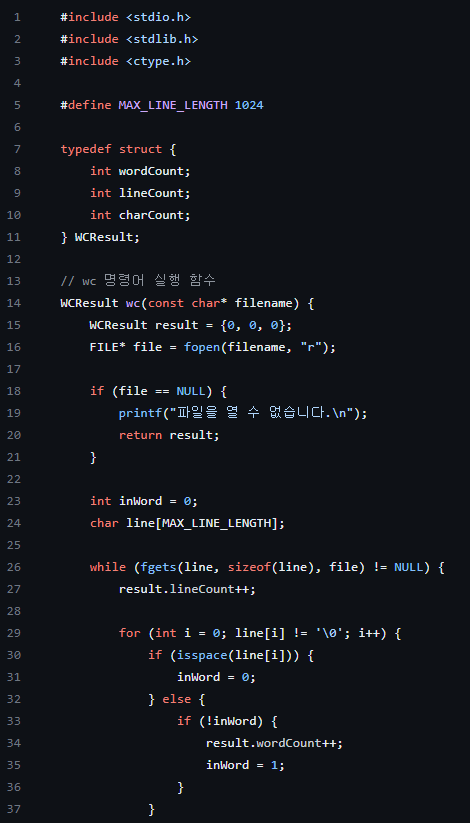 1 #include <stdio.h>
2 #include <stdlib.h>
3 #include <ctype.h>
4
5 #define MAX_LINE_LENGTH 1024
6
7 typedef struct {
8     int wordCount;
9     int lineCount;
10     int charCount;
11 } WCResult;
12
13 // wc 명령어 실행 함수
14 WCResult wc(const char* filename) {
15     WCResult result = {0, 0, 0};
16     FILE* file = fopen(filename, "r");
17
18     if (file == NULL) {
19         printf("파일을 열 수 없습니다.\n");
20         return result;
21     }
22
23     int inWord = 0;
24     char line[MAX_LINE_LENGTH];
25
26     while (fgets(line, sizeof(line), file) != NULL) {
27         result.lineCount++;
28
29         for (int i = 0; line[i] != '\0'; i++) {
30             if (isspace(line[i])) {
31                 inWord = 0;
32             } else {
33                 if (!inWord) {
34                     result.wordCount++;
35                     inWord = 1;
36                 }
37             }